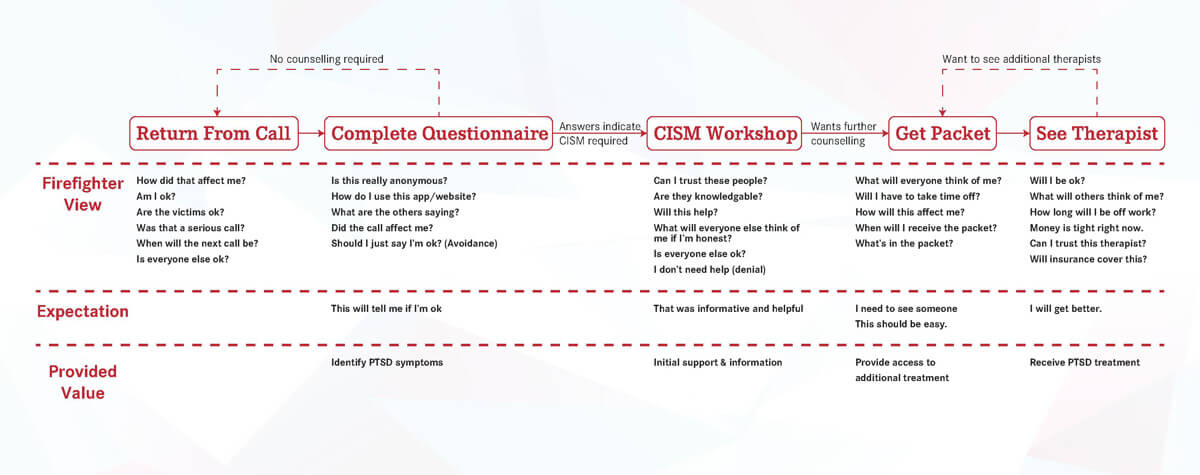 No counselling required
Want to see additional therapists
Return From Call
Complete Questionnaire
Answers indicate
CISM required
CISM Workshop
Wants further
counselling
Get Packet
See Therapist
Firefighter
View
How did that affect me?
Am I ok?
Are the victims ok?
Was that a serious call?
When will the next call be?
Is everyone else ok?
Is this really anonymous?
How do I use this app/website?
What are the others saying?
Did the call affect me?
Should I just say I'm ok? (Avoidance)
Can I trust these people?
Are they knowledgable?
Will this help?
What will everyone else think of
me if I'm honest?
Is everyone else ok?
I don't need help (denial)
What will everyone think of me?
Will I have to take time off?
How will this affect me?
When will I receive the packet?
What's in the packet?
Will I be ok?
What will others think of me?
How long will I be off work?
Money is tight right now.
Can I trust this therapist?
Will insurance cover this?
Expectation
This will tell me if I'm ok
That was informative and helpful
I need to see someone
This should be easy.
I will get better.
Provided
Value
Identify PTSD symptoms
Initial support & information
Provide access to
additional treatment
Receive PTSD treatment